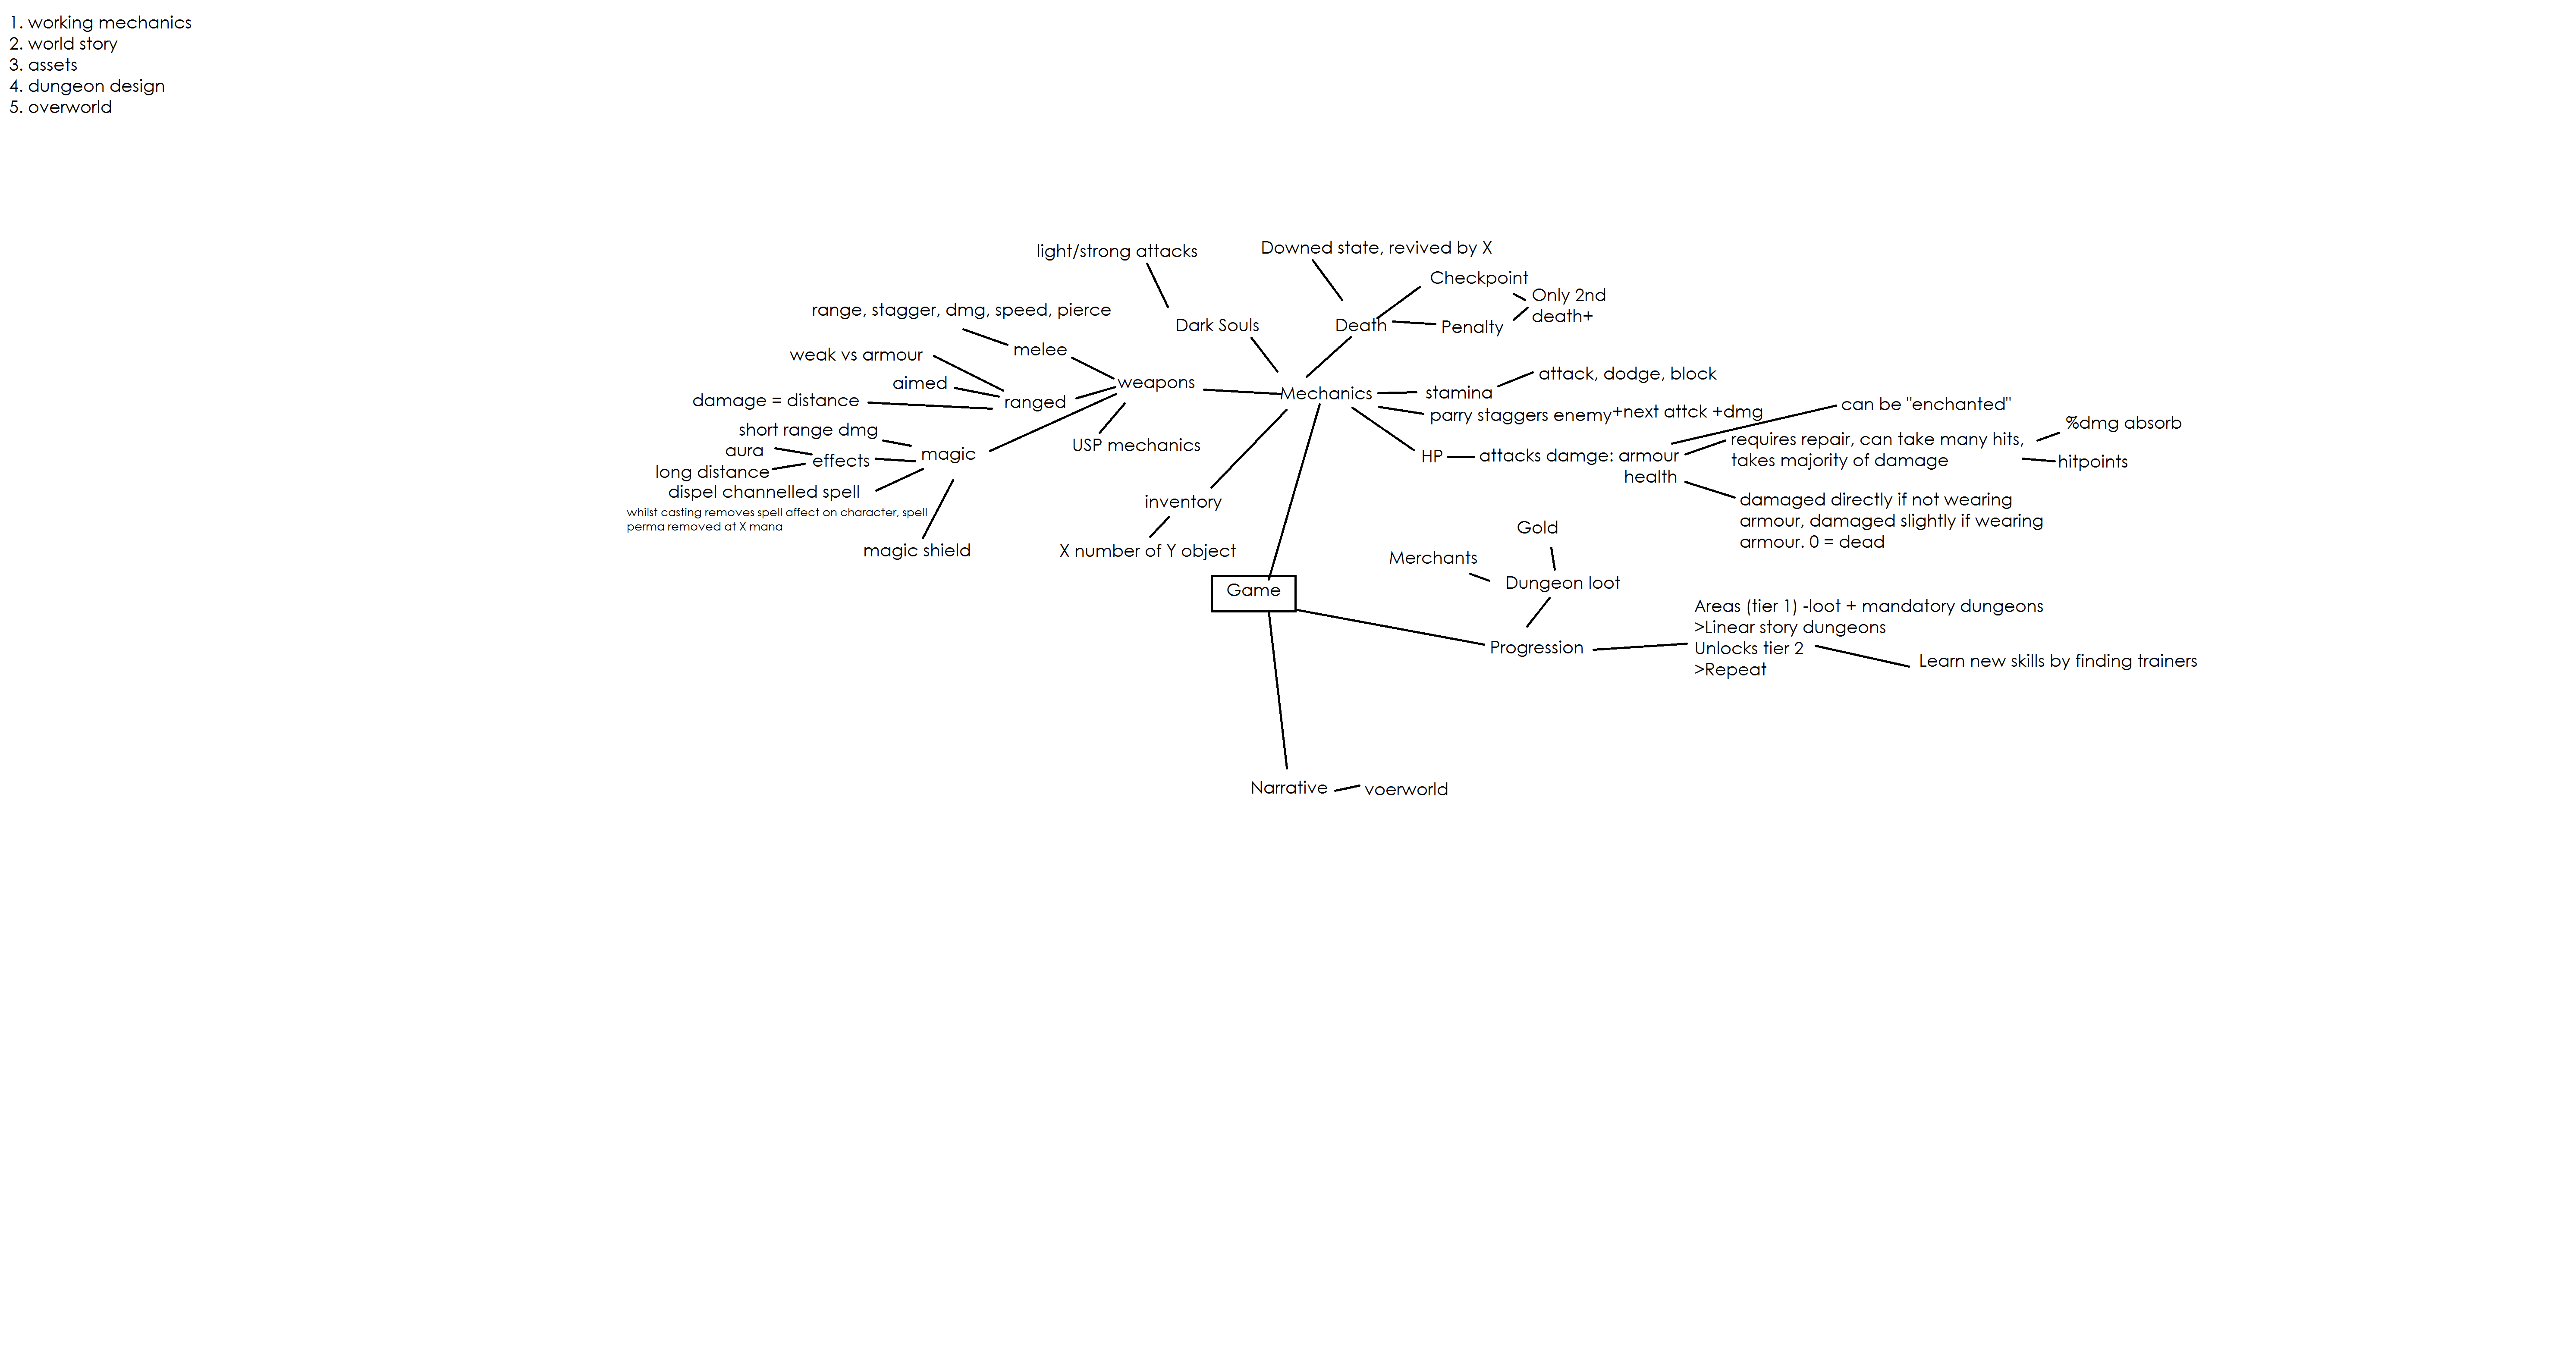 1. working mechanics
2. world story
3. assets
4. dungeon design
5. overworld
light/strong attacks
Downed state, revived by X
Checkpoint
Only 2nd
death+
range, stagger, dmg, speed, pierce
Dark Souls
Death
Penalty
melee
weak vs armour
aimed
weapons
Mechanics
stamina
attack, dodge, block
damage = distance
ranged
parry staggers enemy+next attck +dmg
can be "enchanted"
short range dmg
USP mechanics
aura
effects
magic
long distance
dispel channelled spell
whilst casting removes spell affect on character, spell
perma removed at X mana
magic shield
HP
attacks damge: armour
health
requires repair, can take many hits,
takes majority of damage
%dmg absorb
hitpoints
damaged directly if not wearing
armour, damaged slightly if wearing
armour. 0 = dead
inventory
X number of Y object
Gold
Merchants
Dungeon loot
Game
Progression
Areas (tier 1) -loot + mandatory dungeons
>Linear story dungeons
Unlocks tier 2
>Repeat
Learn new skills by finding trainers
Narrative
voerworld